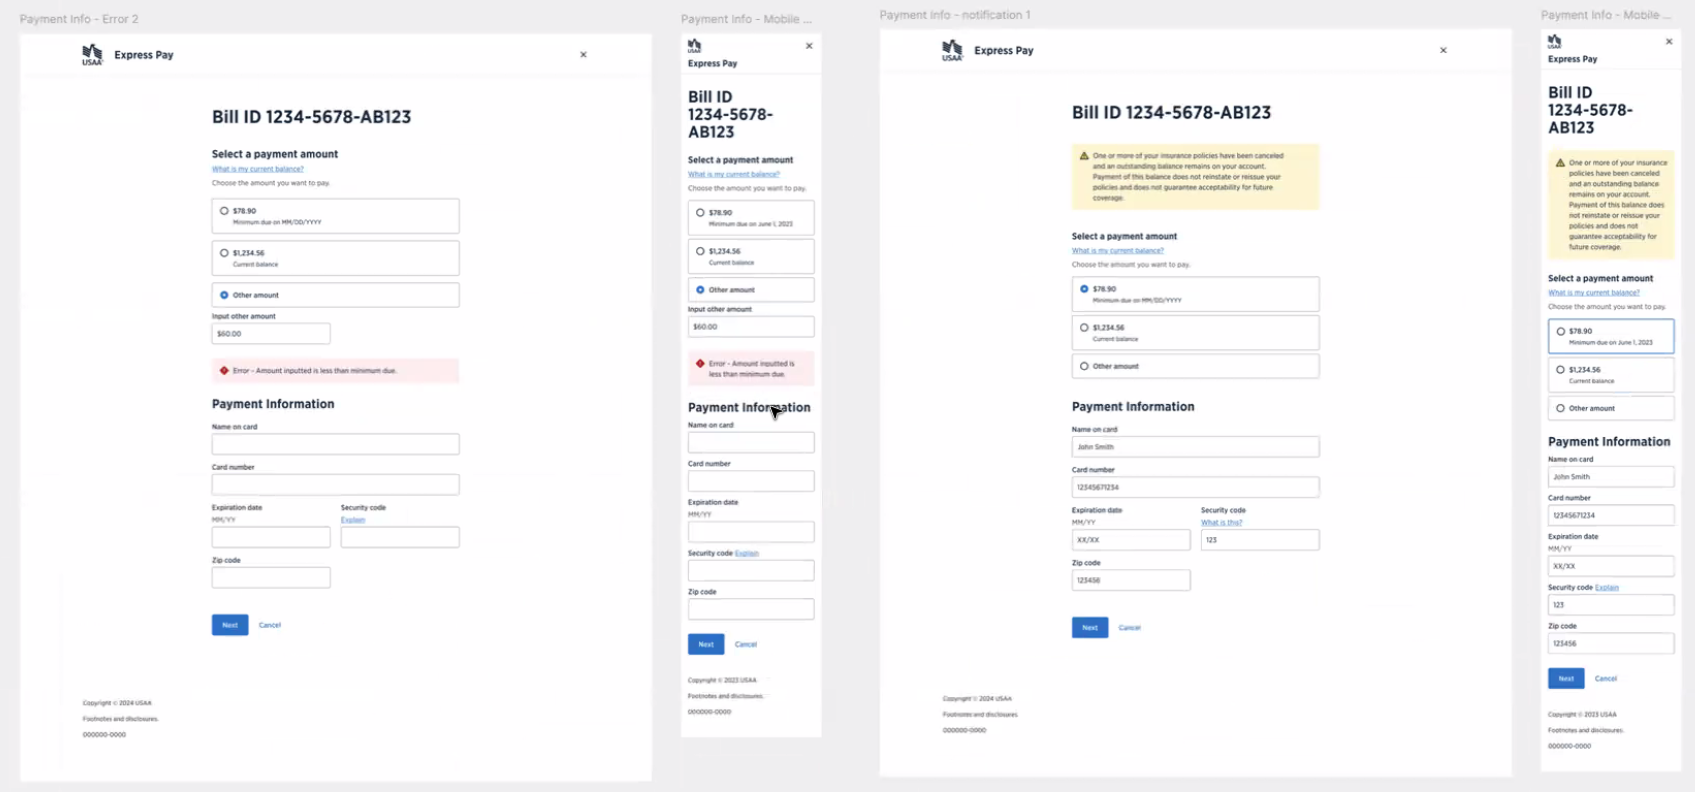 Payment Info - Error 2
USAA
Express Pay
Bill ID 1234-5678-AB123
Select a payment amount
What is my current balance?
Choose the amount you want to pay.
$78.90
Minimum due on MM/DD/YYYY
$1,234.56
Current balance
Other amount
Input other amount
$60.00
Error - Amount inputted is less than minimum due.
Payment Information
Name on card
Card number
Expiration date
MM/YY
Security code
Explain
Zip code
Next
Cancel
Copyright © 2024 USAA
Footnotes and disclosures.
000000-0000
Payment Info - Mobile ...
USAA
Express Pay
Bill ID
1234-5678-
AB123
Select a payment amount
What is my current balance?
Choose the amount you want to pay.
$78.90
Minimum due on June 1, 2023
$1,234.56
Current balance
Other amount
Input other amount
$60.00
Error - Amount inputted is
less than minimum due.
Payment Information
Name on card
Card number
Expiration date
MM/YY
Security code Explain
Zip code
Next
Cancel
Copyright © 2023 USAA
Footnotes and disclosures.
000000-0000
Payment Info - notification 1
USAA
Express Pay
Bill ID 1234-5678-AB123
One or more of your insurance policies have been canceled
and an outstanding balance remains on your account.
Payment of this balance does not reinstate or reissue your
policies and does not guarantee acceptability for future
coverage.
Select a payment amount
What is my current balance?
Choose the amount you want to pay.
$78.90
Minimum due on MM/DD/YYYY
$1,234.56
Current balance
Other amount
Payment Information
Name on card
John Smith
Card number
12345671234
Expiration date
MM/YY
XX/XX
Security code
What is this?
123
Zip code
123456
Next
Cancel
Copyright © 2024 USAA
Footnotes and disclosures.
000000-0000
Payment Info - Mobile ...
USAA
Express Pay
Bill ID
1234-5678-
AB123
One or more of your insurance
policies have been canceled
and an outstanding balance
remains on your account.
Payment of this balance does
not reinstate or reissue your
policies and does not
guarantee acceptability for
future coverage.
Select a payment amount
What is my current balance?
Choose the amount you want to pay.
$78.90
Minimum due on June 1, 2023
$1,234.56
Current balance
Other amount
Payment Information
Name on card
John Smith
Card number
12345671234
Expiration date
MM/YY
XX/XX
Security code Explain
123
Zip code
123456
Next
Cancel
Copyright © 2023 USAA
Footnotes and disclosures.
000000-0000